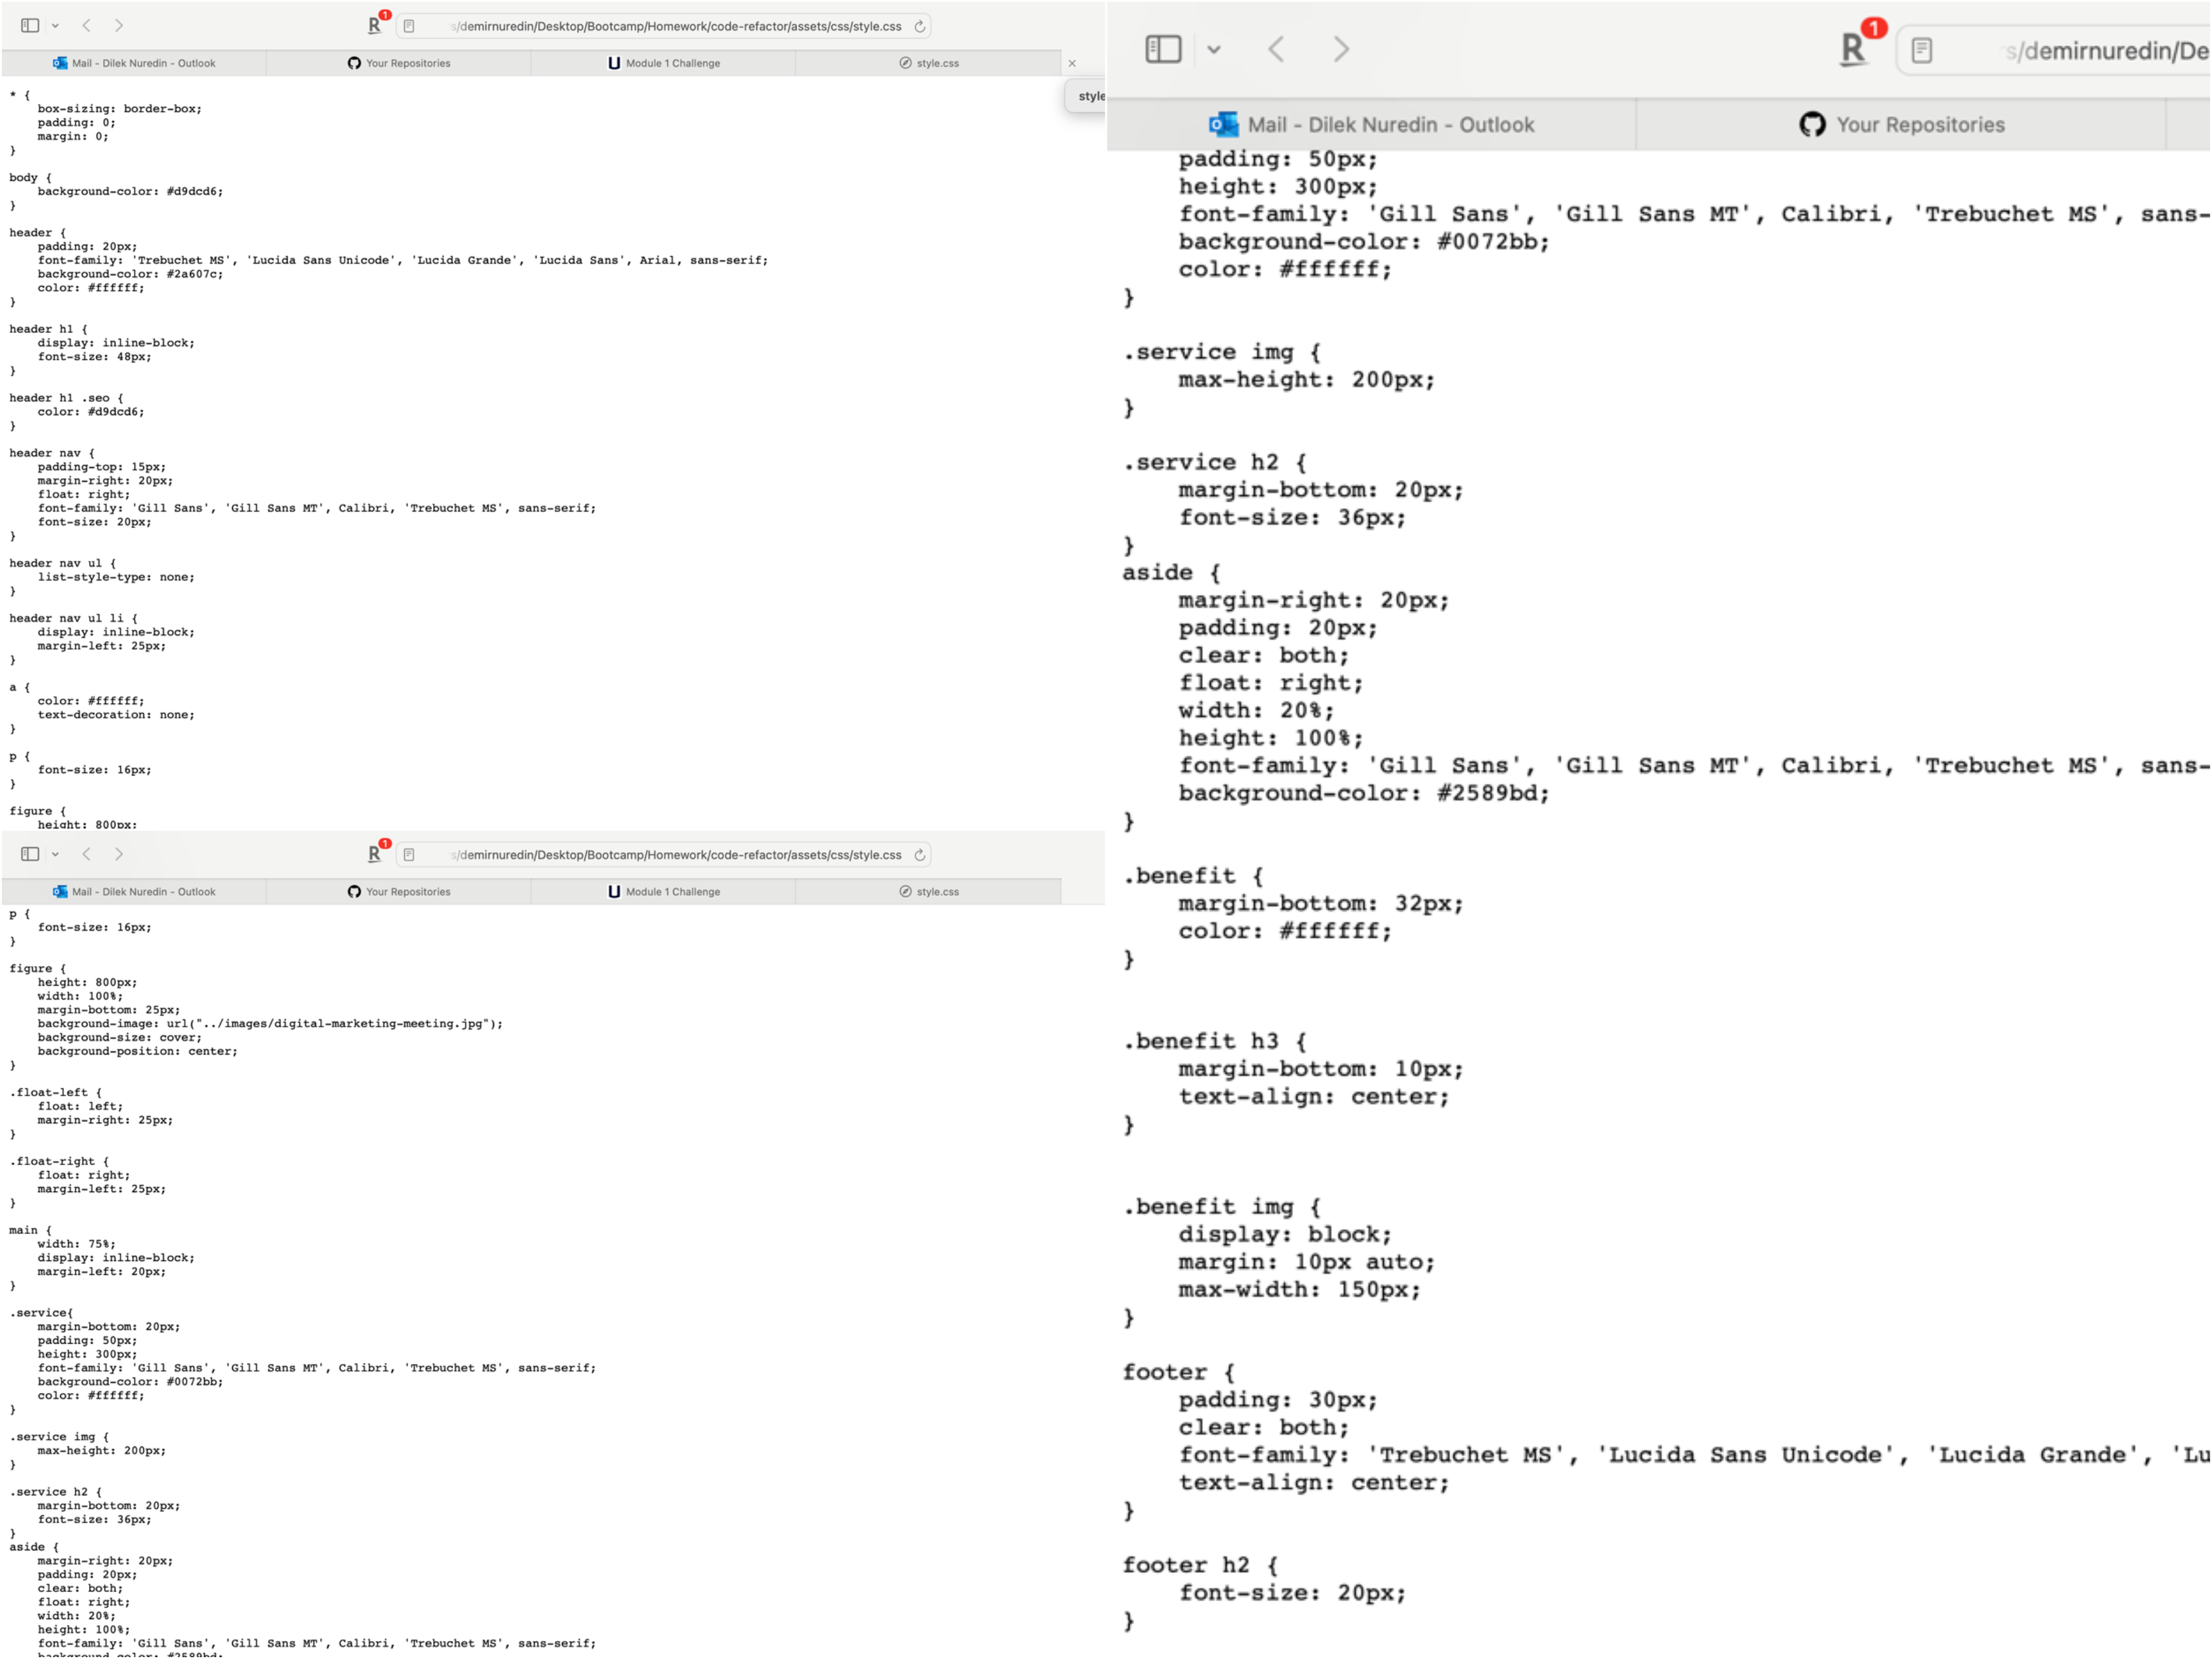 s/demirnuredin/Desktop/Bootcamp/Homework/code-refactor/assets/css/style.css
Mail - Dilek Nuredin - Outlook
Your Repositories
Module 1 Challenge
style.css
style
* {
    box-sizing: border-box;
    padding: 0;
    margin: 0;
}
body {
    background-color: #d9dcd6;
}
header {
    padding: 20px;
    font-family: 'Trebuchet MS', 'Lucida Sans Unicode', 'Lucida Grande', 'Lucida Sans', Arial, sans-serif;
    background-color: #2a607c;
    color: #ffffff;
}
header h1 {
    display: inline-block;
    font-size: 48px;
}
header h1 .seo {
    color: #d9dcd6;
}
header nav {
    padding-top: 15px;
    margin-right: 20px;
    float: right;
    font-family: 'Gill Sans', 'Gill Sans MT', Calibri, 'Trebuchet MS', sans-serif;
    font-size: 20px;
}
header nav ul {
    list-style-type: none;
}
header nav ul li {
    display: inline-block;
    margin-left: 25px;
}
a {
    color: #ffffff;
    text-decoration: none;
}
p {
    font-size: 16px;
}
figure {
    height: 800px;
R 1
s/demirnuredin/Desktop/Bootcamp/Homework/code-refactor/assets/css/style.css
Mail - Dilek Nuredin - Outlook
Your Repositories
Module 1 Challenge
style.css
p {
    font-size: 16px;
}
figure {
    height: 800px;
    width: 100%;
    margin-bottom: 25px;
    background-image: url("../images/digital-marketing-meeting.jpg");
    background-size: cover;
    background-position: center;
}
.float-left {
    float: left;
    margin-right: 25px;
}
.float-right {
    float: right;
    margin-left: 25px;
}
main {
    width: 75%;
    display: inline-block;
    margin-left: 20px;
}
.service{
    margin-bottom: 20px;
    padding: 50px;
    height: 300px;
    font-family: 'Gill Sans', 'Gill Sans MT', Calibri, 'Trebuchet MS', sans-serif;
    background-color: #0072bb;
    color: #ffffff;
}
.service img {
    max-height: 200px;
}
.service h2 {
    margin-bottom: 20px;
    font-size: 36px;
}
aside {
    margin-right: 20px;
    padding: 20px;
    clear: both;
    float: right;
    width: 20%;
    height: 100%;
    font-family: 'Gill Sans', 'Gill Sans MT', Calibri, 'Trebuchet MS', sans-serif;
    background-color: #2589bd;
R 1
s/demirnuredin/De
Mail - Dilek Nuredin - Outlook
Your Repositories
    padding: 50px;
    height: 300px;
    font-family: 'Gill Sans', 'Gill Sans MT', Calibri, 'Trebuchet MS', sans-
    background-color: #0072bb;
    color: #ffffff;
}
.service img {
    max-height: 200px;
}
.service h2 {
    margin-bottom: 20px;
    font-size: 36px;
}
aside {
    margin-right: 20px;
    padding: 20px;
    clear: both;
    float: right;
    width: 20%;
    height: 100%;
    font-family: 'Gill Sans', 'Gill Sans MT', Calibri, 'Trebuchet MS', sans-
    background-color: #2589bd;
}
.benefit {
    margin-bottom: 32px;
    color: #ffffff;
}
.benefit h3 {
    margin-bottom: 10px;
    text-align: center;
}
.benefit img {
    display: block;
    margin: 10px auto;
    max-width: 150px;
}
footer {
    padding: 30px;
    clear: both;
    font-family: 'Trebuchet MS', 'Lucida Sans Unicode', 'Lucida Grande', 'Lu
    text-align: center;
}
footer h2 {
    font-size: 20px;
}